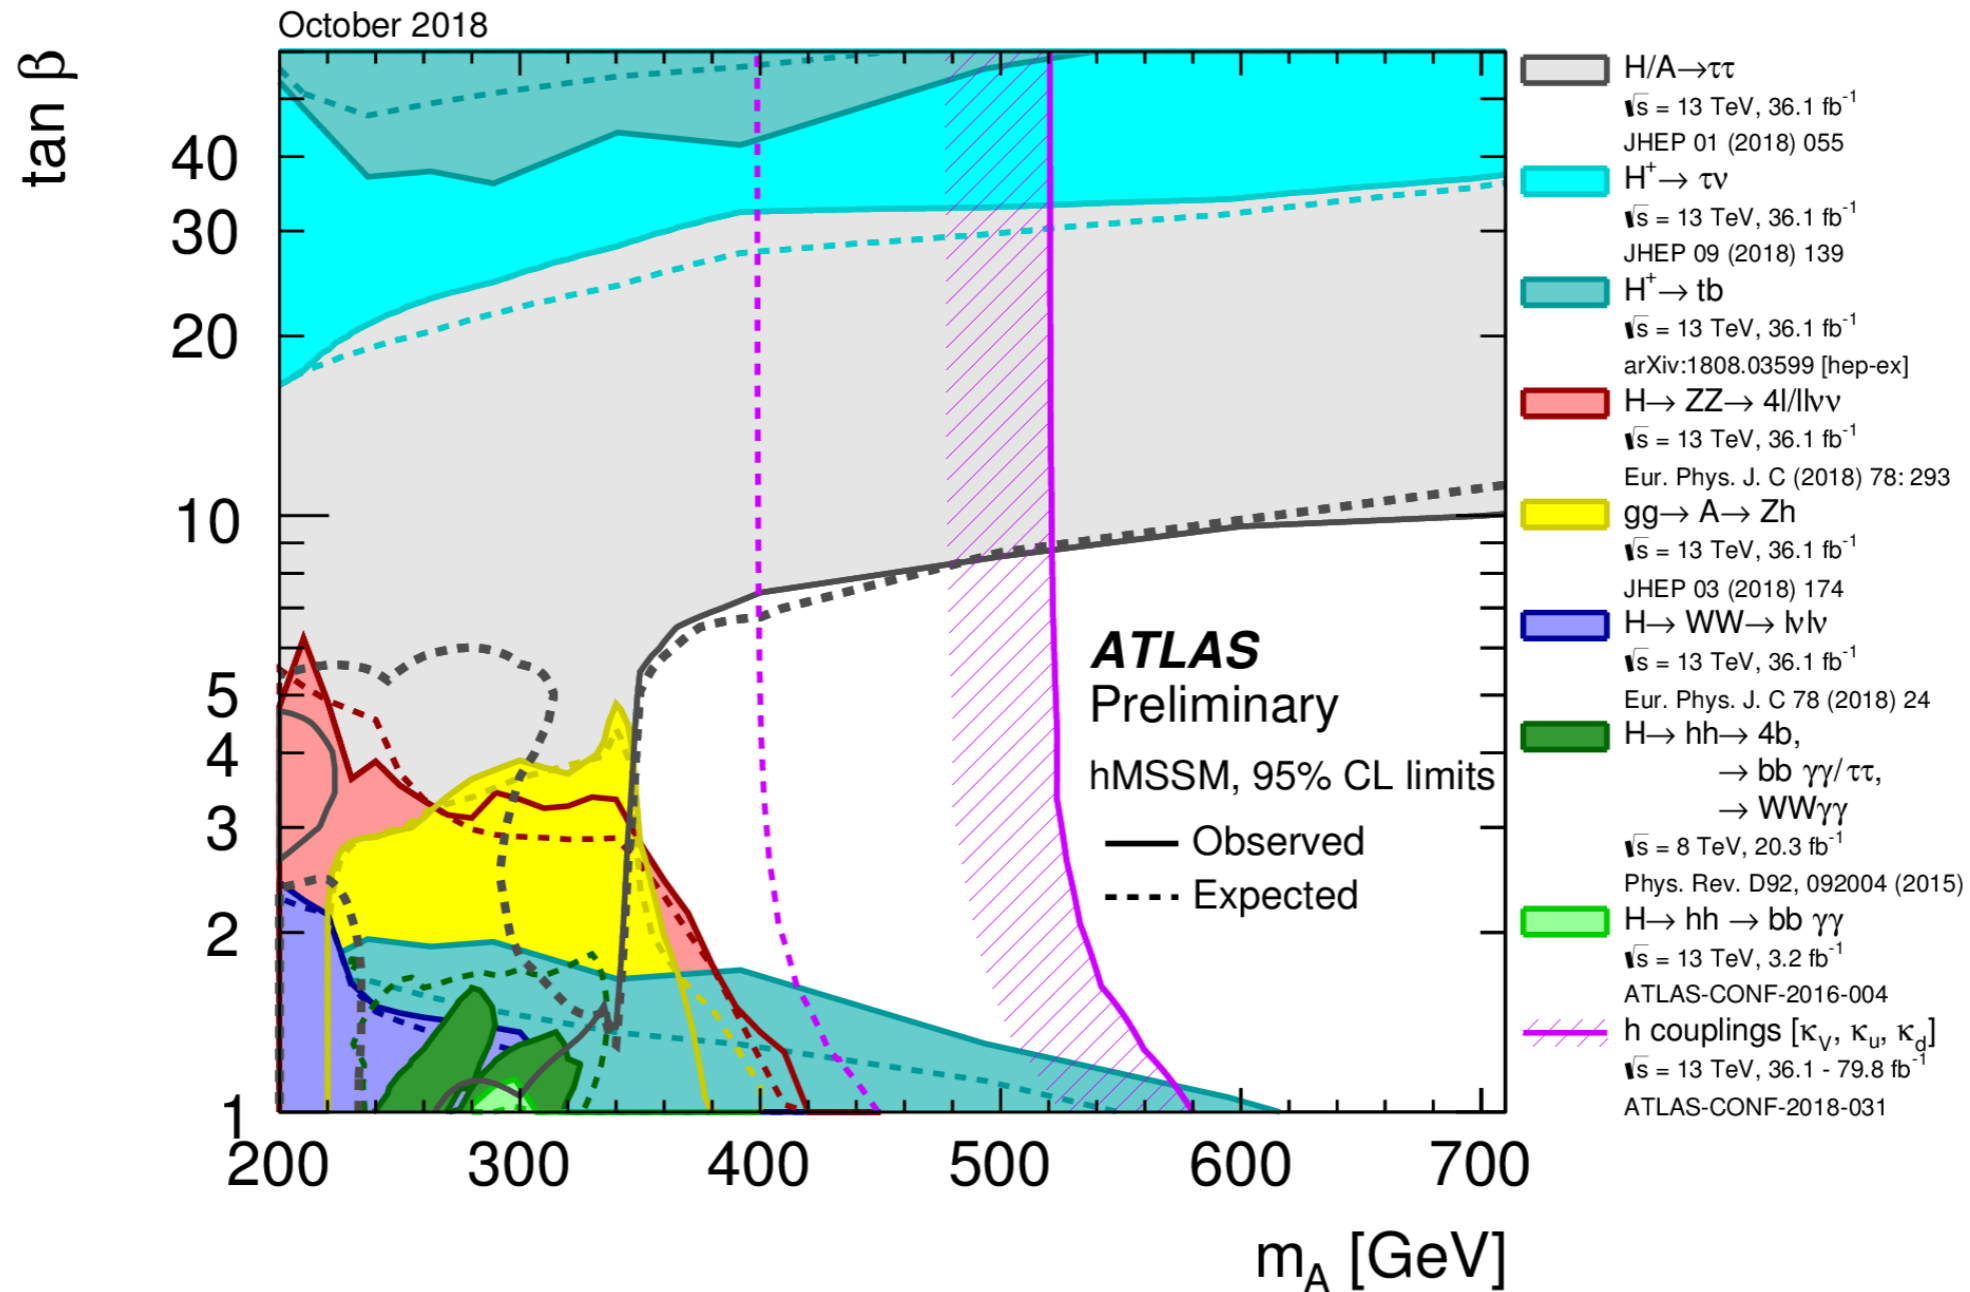 October 2018
tan β
40
30
20
10
5
4
3
2
1
200 300 400 500 600 700
m_A [GeV]
ATLAS
Preliminary
hMSSM, 95% CL limits
Observed
Expected
H/A→ττ
√s = 13 TeV, 36.1 fb⁻¹
JHEP 01 (2018) 055
H⁺→ τν
√s = 13 TeV, 36.1 fb⁻¹
JHEP 09 (2018) 139
H⁺→ tb
√s = 13 TeV, 36.1 fb⁻¹
arXiv:1808.03599 [hep-ex]
H→ ZZ→ 4l/llνν
√s = 13 TeV, 36.1 fb⁻¹
Eur. Phys. J. C (2018) 78: 293
gg→ A→ Zh
√s = 13 TeV, 36.1 fb⁻¹
JHEP 03 (2018) 174
H→ WW→ lνlν
√s = 13 TeV, 36.1 fb⁻¹
Eur. Phys. J. C 78 (2018) 24
H→ hh→ 4b,
→ bb γγ/ττ,
→ WWγγ
√s = 8 TeV, 20.3 fb⁻¹
Phys. Rev. D92, 092004 (2015)
H→ hh → bb γγ
√s = 13 TeV, 3.2 fb⁻¹
ATLAS-CONF-2016-004
h couplings [κ_V, κ_u, κ_d]
√s = 13 TeV, 36.1 - 79.8 fb⁻¹
ATLAS-CONF-2018-031